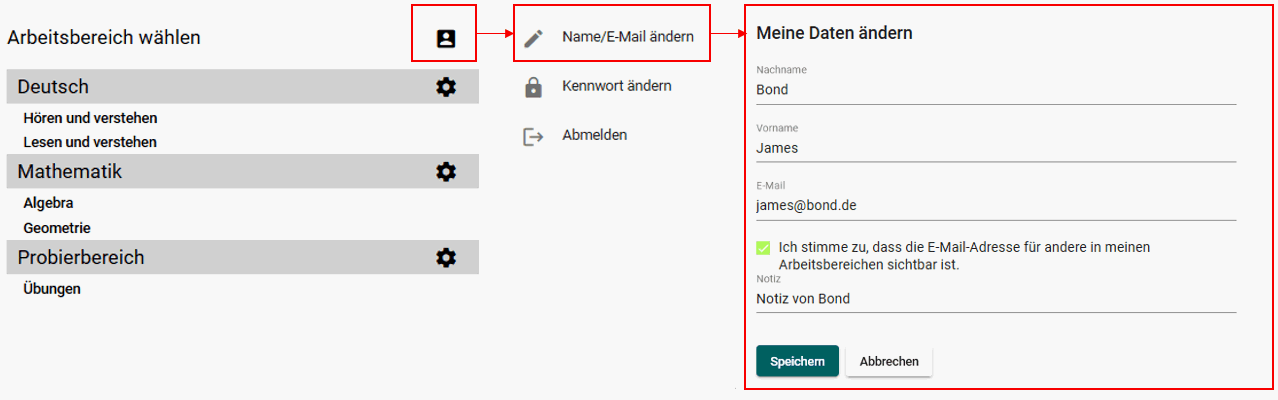 Arbeitsbereich wählen
Deutsch
Hören und verstehen
Lesen und verstehen
Mathematik
Algebra
Geometrie
Probierbereich
Übungen
Name/E-Mail ändern
Kennwort ändern
Abmelden
Meine Daten ändern
Nachname
Bond
Vorname
James
E-Mail
james@bond.de
Ich stimme zu, dass die E-Mail-Adresse für andere in meinen
Arbeitsbereichen sichtbar ist.
Notiz
Notiz von Bond
Speichern Abbrechen